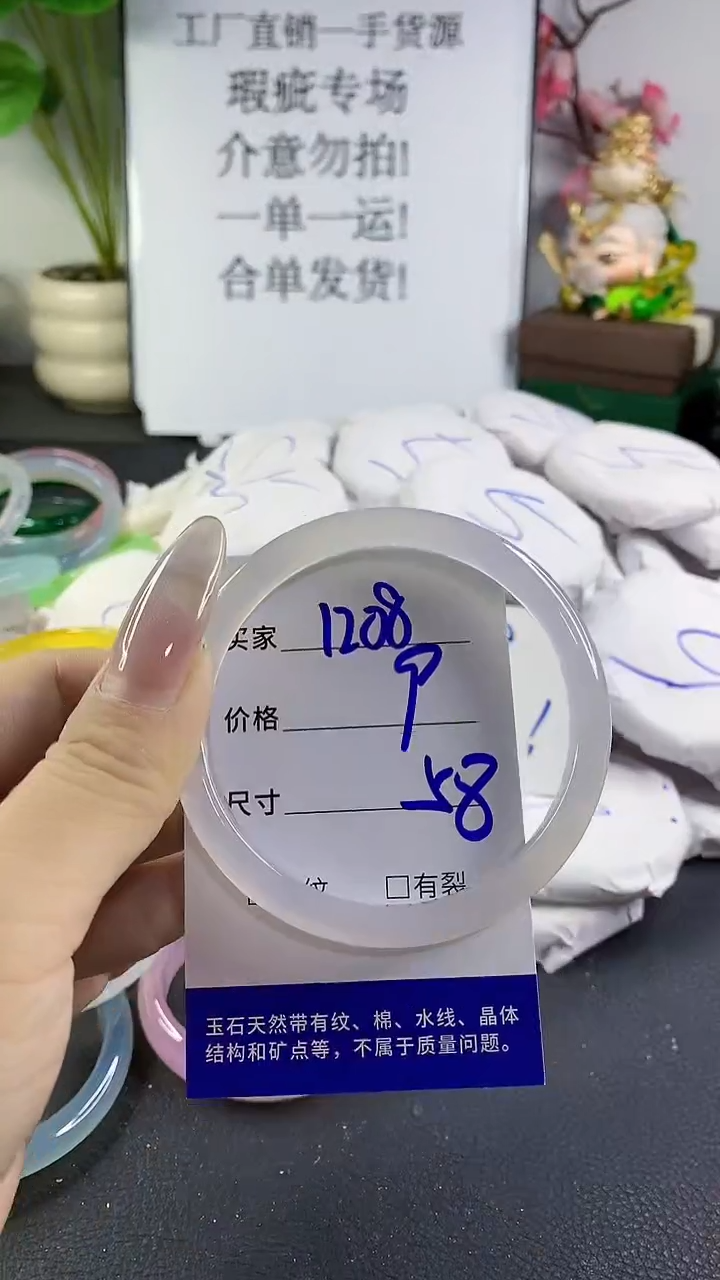 工厂直销一手货源
瑕疵专场
介意勿拍!
一单一运!
合单发货!
买家 1208
价格 P
尺寸 58
纹 □有裂
玉石天然带有纹、棉、水线、晶体
结构和矿点等，不属于质量问题。